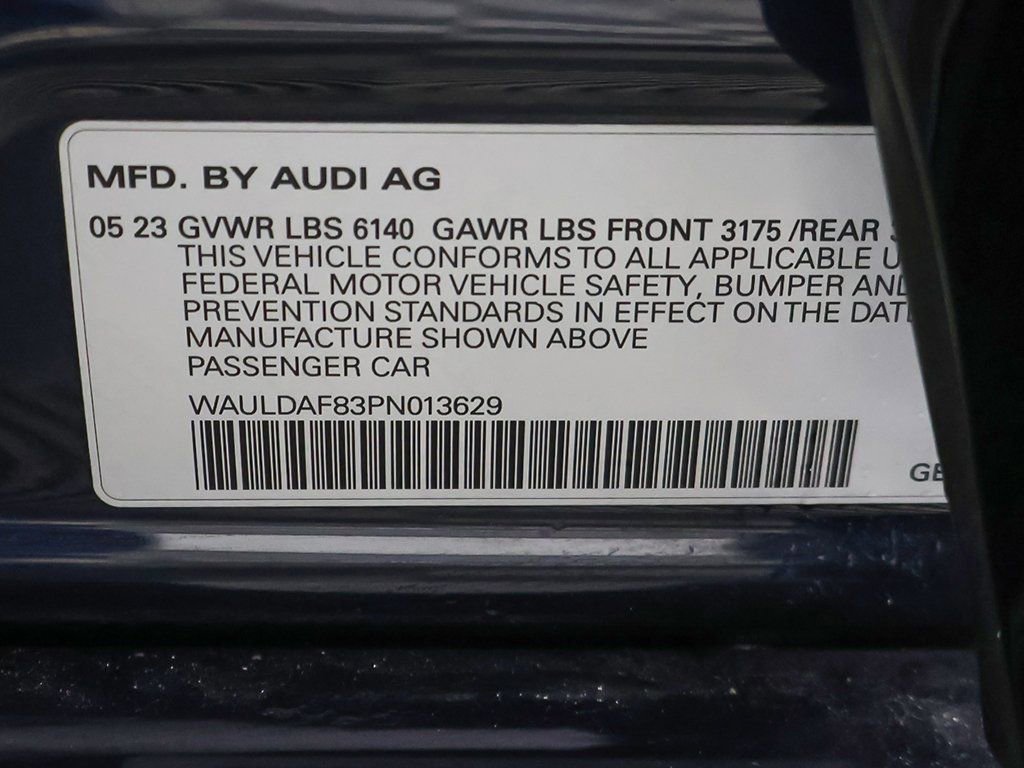 MFD. BY AUDI AG
05 23 GVWR LBS 6140 GAWR LBS FRONT 3175 /REAR
THIS VEHICLE CONFORMS TO ALL APPLICABLE
FEDERAL MOTOR VEHICLE SAFETY, BUMPER AND
PREVENTION STANDARDS IN EFFECT ON THE DATE
MANUFACTURE SHOWN ABOVE
PASSENGER CAR
WAULDAF83PN013629